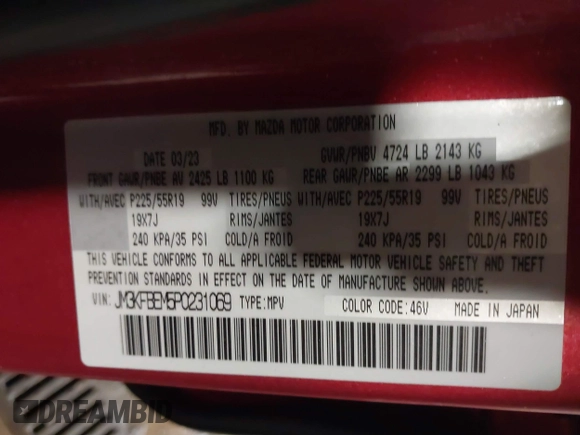 MFD. BY MAZDA MOTOR CORPORATION
DATE 03/23 GVWR/PNBV 4724 LB 2143 KG
FRONT GAWR/PNBE AV 2425 LB 1100 KG REAR GAWR/PNBE AR 2299 LB 1043 KG
WITH/AVEC P225/55R19 99V TIRES/PNEUS WITH/AVEC P225/55R19 99V TIRES/PNEUS
19X7J RIMS/JANTES 19X7J RIMS/JANTES
240 KPA/35 PSI COLD/A FROID 240 KPA/35 PSI COLD/A FROID
THIS VEHICLE CONFORMS TO ALL APPLICABLE FEDERAL MOTOR VEHICLE SAFETY AND THEFT
PREVENTION STANDARDS IN EFFECT ON THE DATE OF MANUFACTURE SHOWN ABOVE.
VIN: JM3KFBEM5P0231069 TYPE:MPV COLOR CODE:46V MADE IN JAPAN
DREAMBID